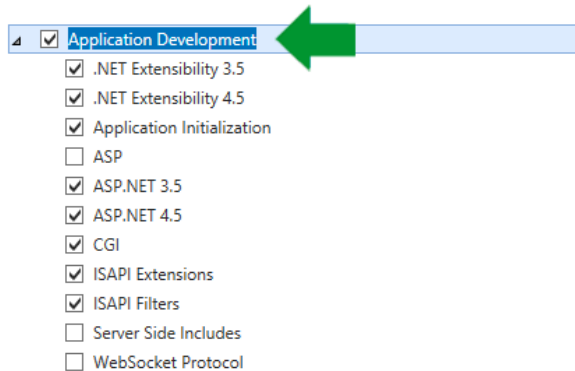 Application Development
.NET Extensibility 3.5
.NET Extensibility 4.5
Application Initialization
ASP
ASP.NET 3.5
ASP.NET 4.5
CGI
ISAPI Extensions
ISAPI Filters
Server Side Includes
WebSocket Protocol